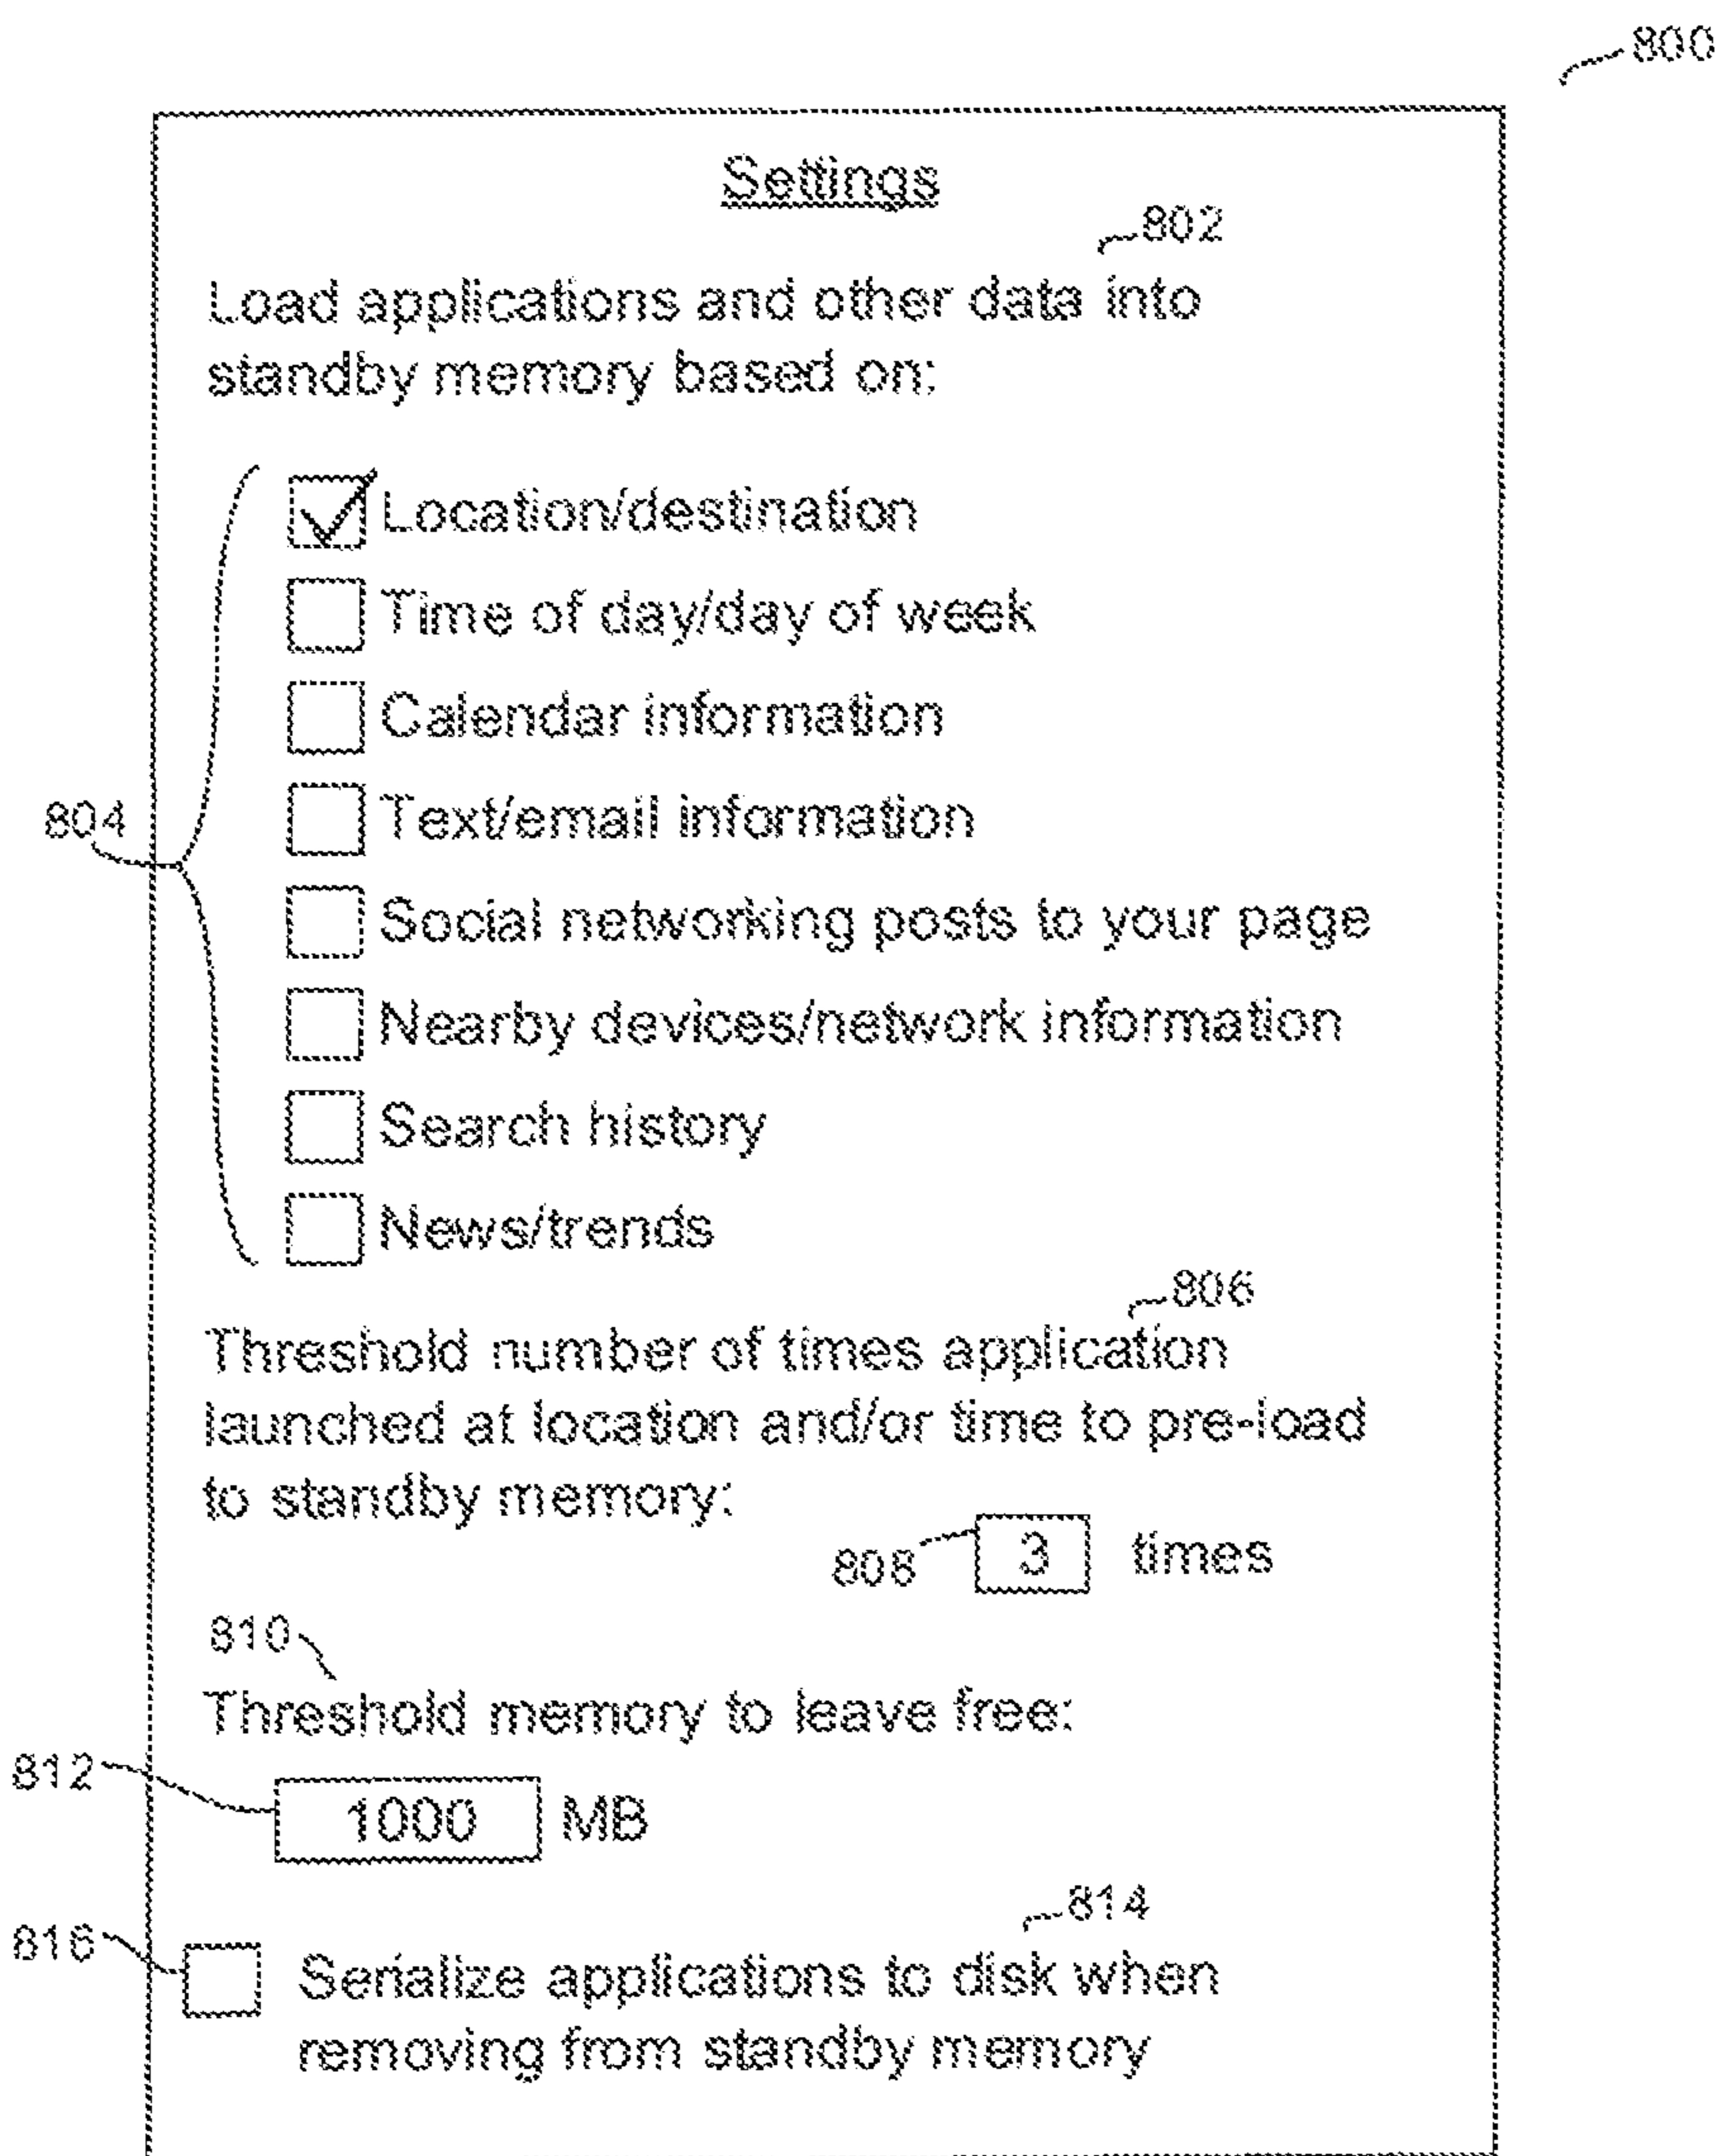 800
Settings
802
Load applications and other data into
standby memory based on:
Location/destination
Time of day/day of week
Calendar information
804
Text/email information
Social networking posts to your page
Nearby devices/network information
Search history
News/trends
806
Threshold number of times application
launched at location and/or time to pre-load
to standby memory:
808 3 times
810
Threshold memory to leave free:
812
1000 MB
814
816
Serialize applications to disk when
removing from standby memory